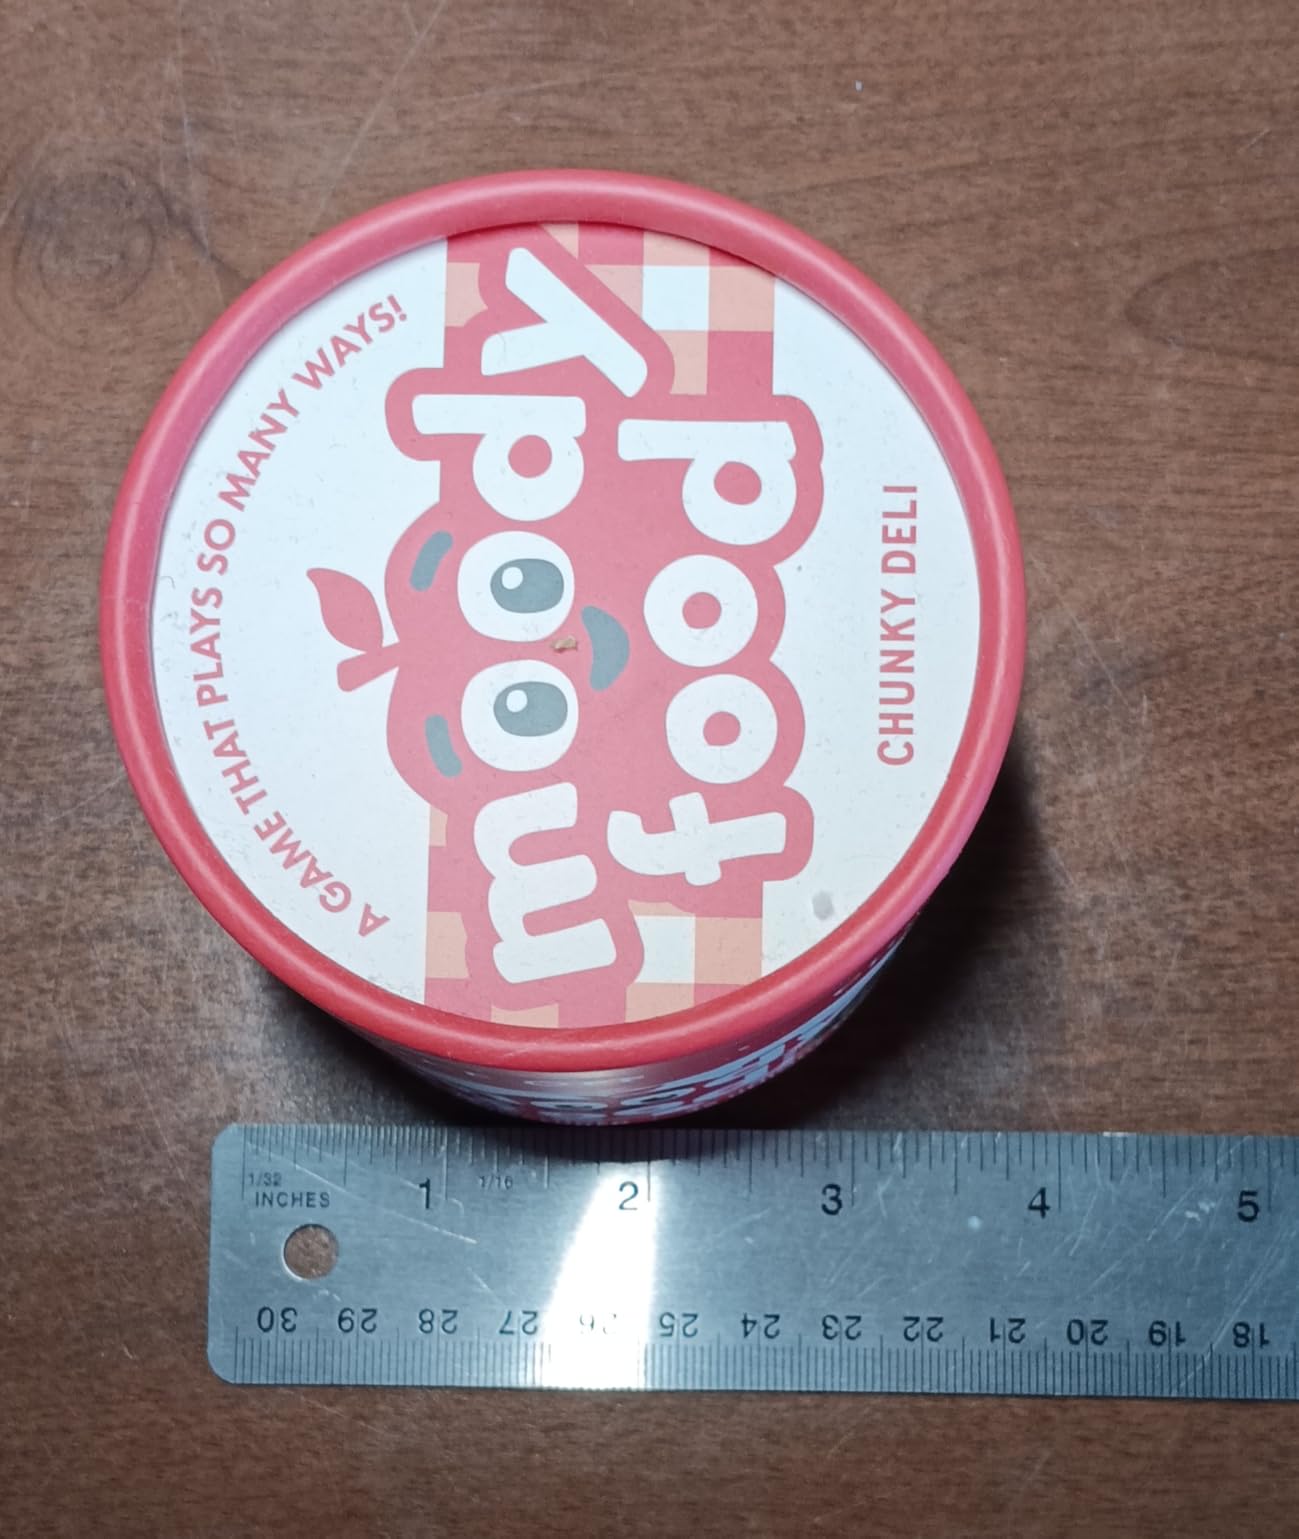 A GAME THAT PLAYS SO MANY WAYS!
moody
food
CHUNKY DELI
1/32
INCHES
1/16
1 2 3 4 5
30 29 28 27 26 25 24 23 22 21 20 19 18